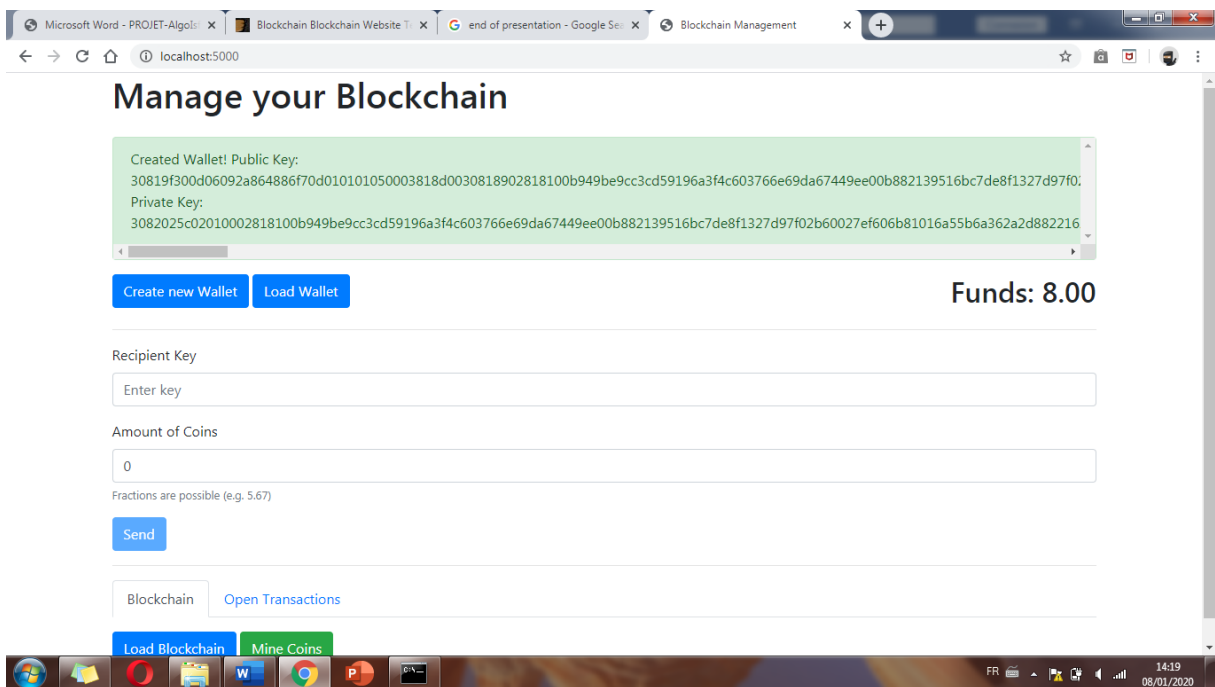 Microsoft Word - PROJET-AlgoIs
Blockchain Blockchain Website T
end of presentation - Google Sea
Blockchain Management
localhost:5000
Manage your Blockchain
Created Wallet! Public Key:
30819f300d06092a864886f70d010101050003818d0030818902818100b949be9cc3cd59196a3f4c603766e69da67449ee00b882139516bc7de8f1327d97f02
Private Key:
3082025c02010002818100b949be9cc3cd59196a3f4c603766e69da67449ee00b882139516bc7de8f1327d97f02b60027ef606b81016a55b6a362a2d882216
Create new Wallet Load Wallet Funds: 8.00
Recipient Key
Enter key
Amount of Coins
0
Fractions are possible (e.g. 5.67)
Send
Blockchain Open Transactions
Load Blockchain Mine Coins
FR 14:19
08/01/2020